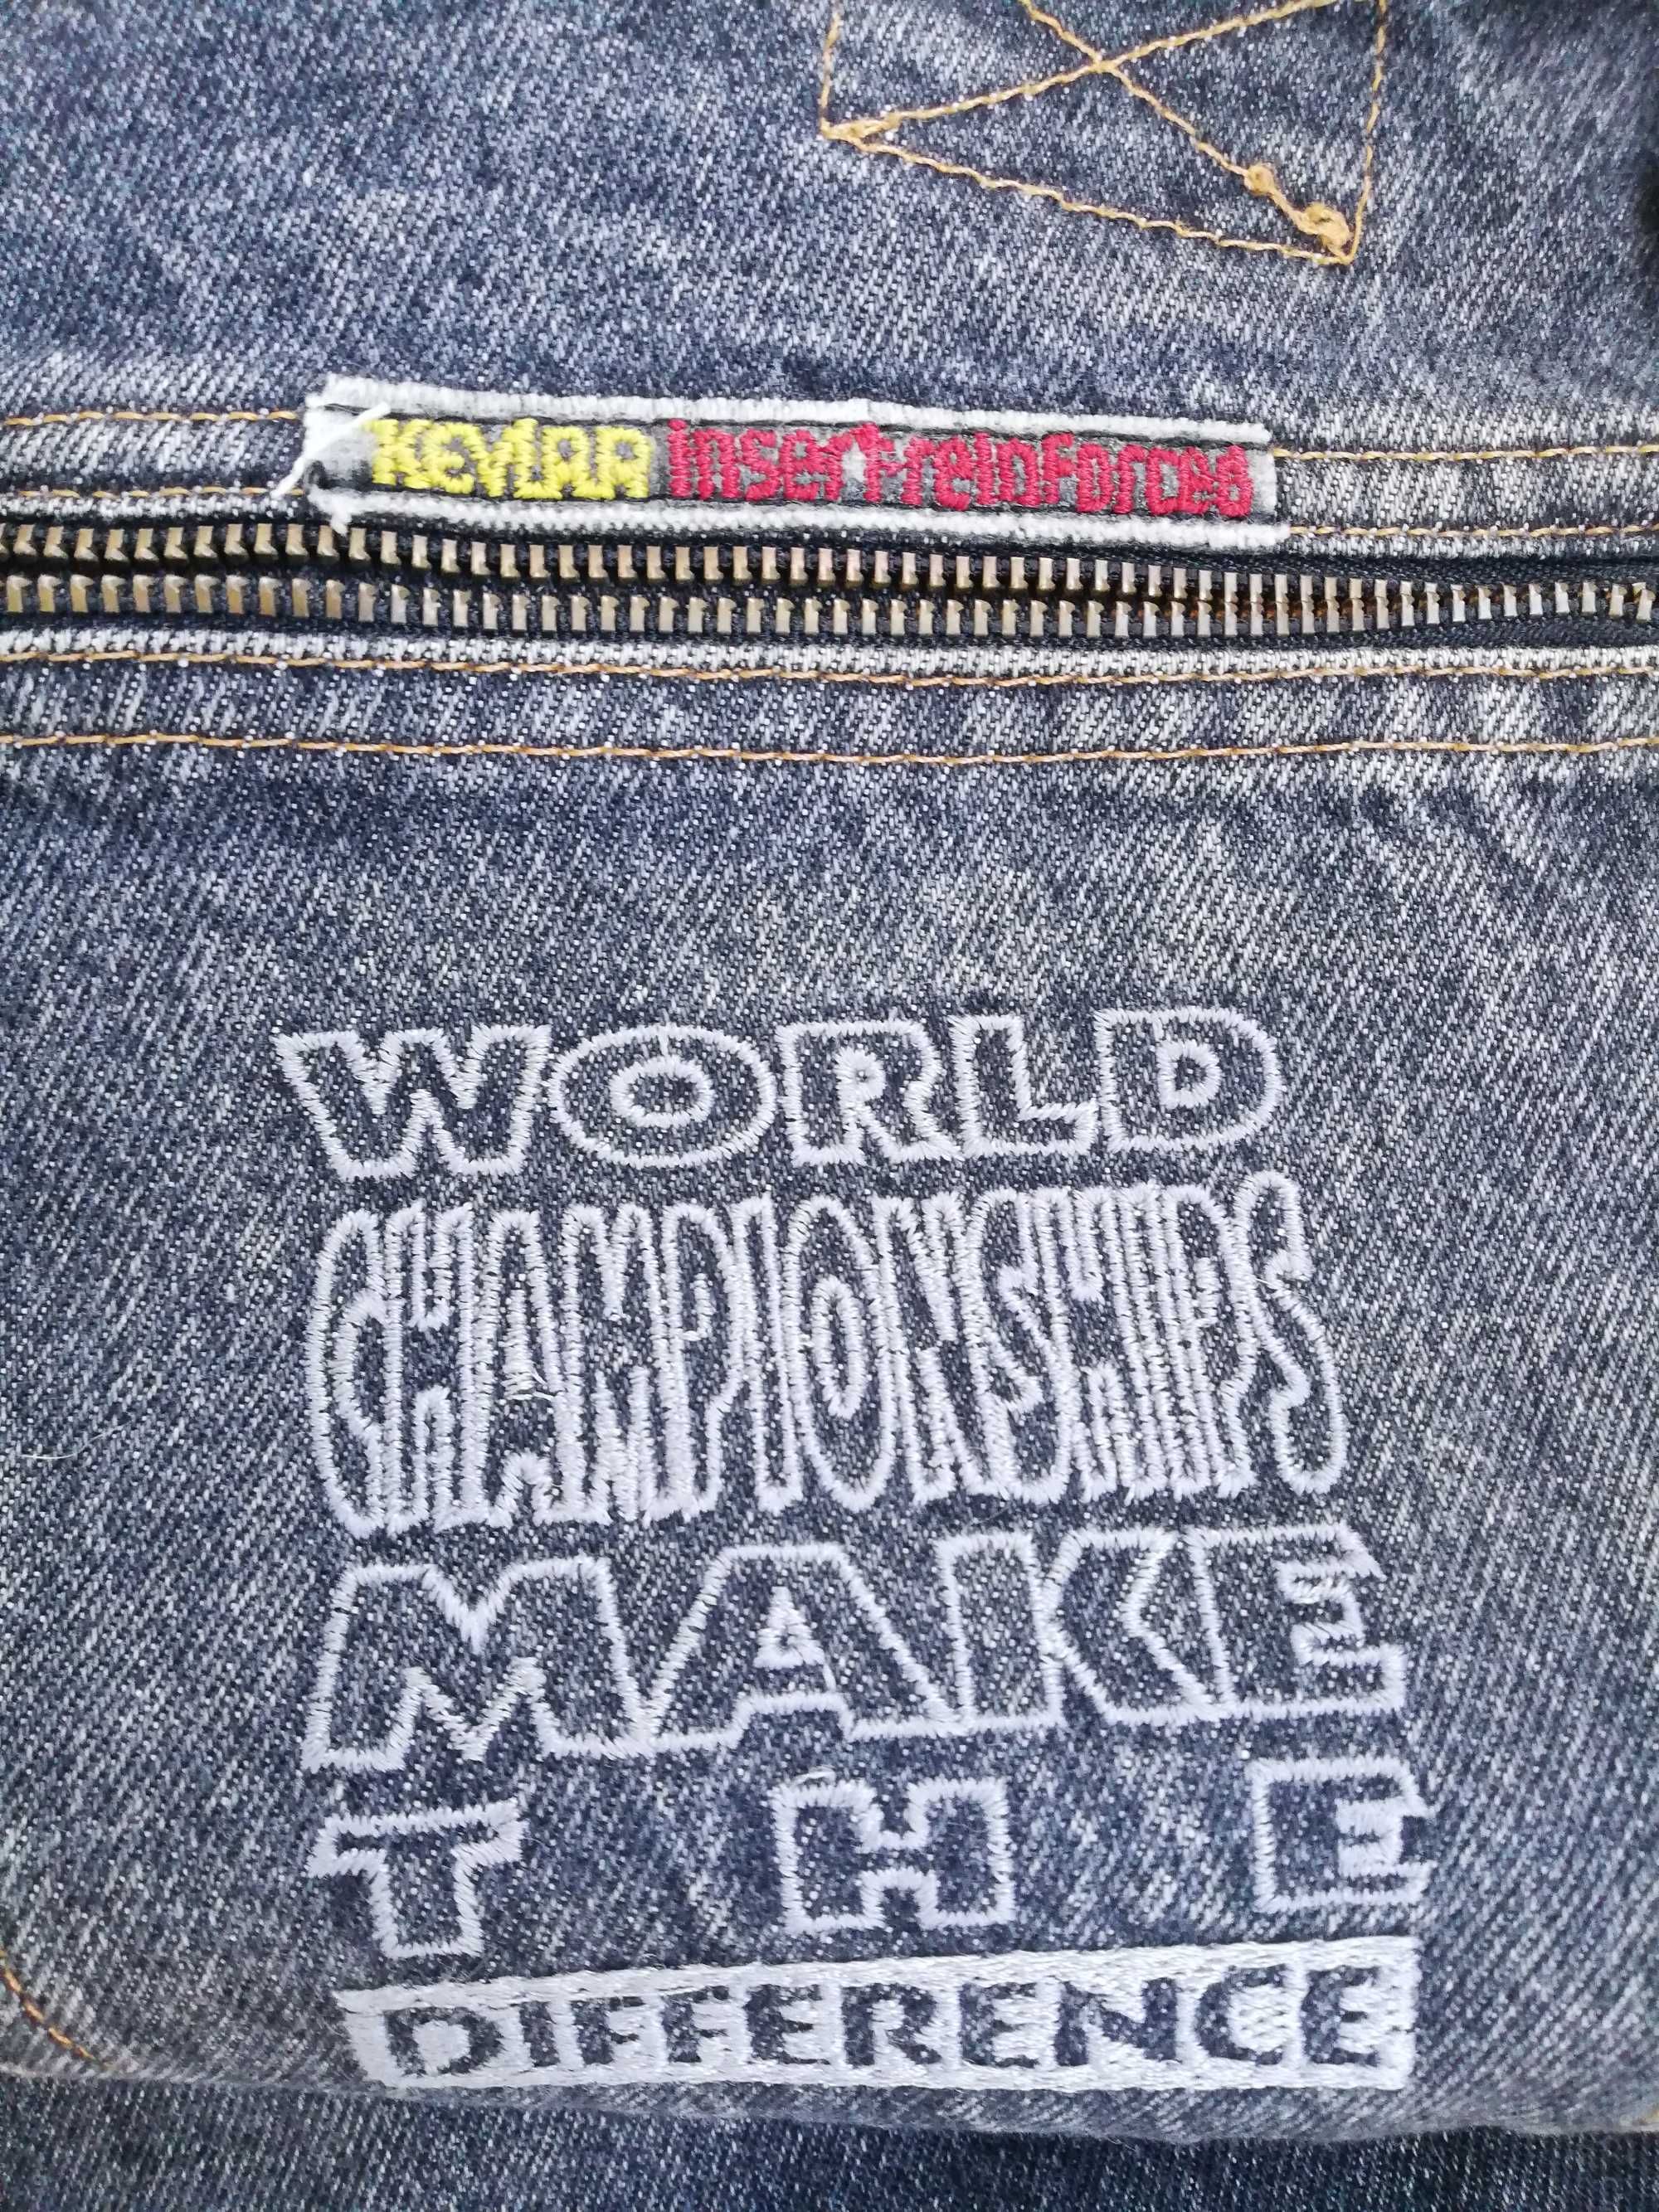 KEVLAR insert-reinforced
WORLD
CHAMPIONSHIPS
MAKE
THE
DIFFERENCE